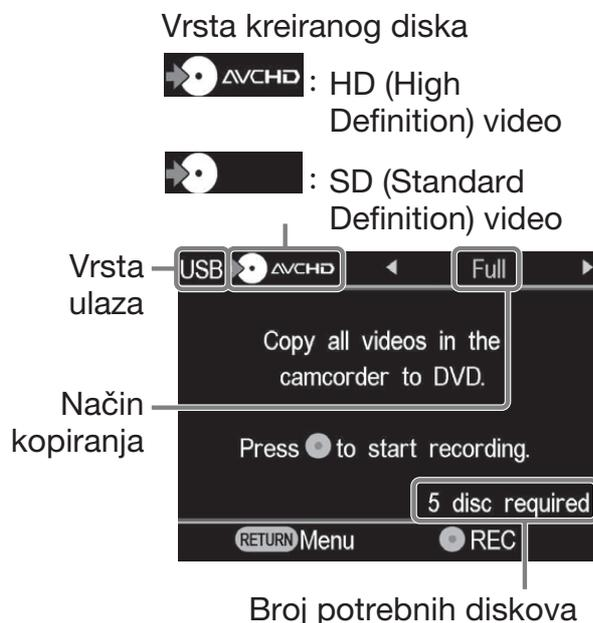 Vrsta kreiranog diska
AVCHD : HD (High
Definition) video
: SD (Standard
Definition) video
Vrsta
ulaza
USB AVCHD Full
Copy all videos in the
camcorder to DVD.
Način
kopiranja
Press to start recording.
5 disc required
RETURN Menu REC
Broj potrebnih diskova